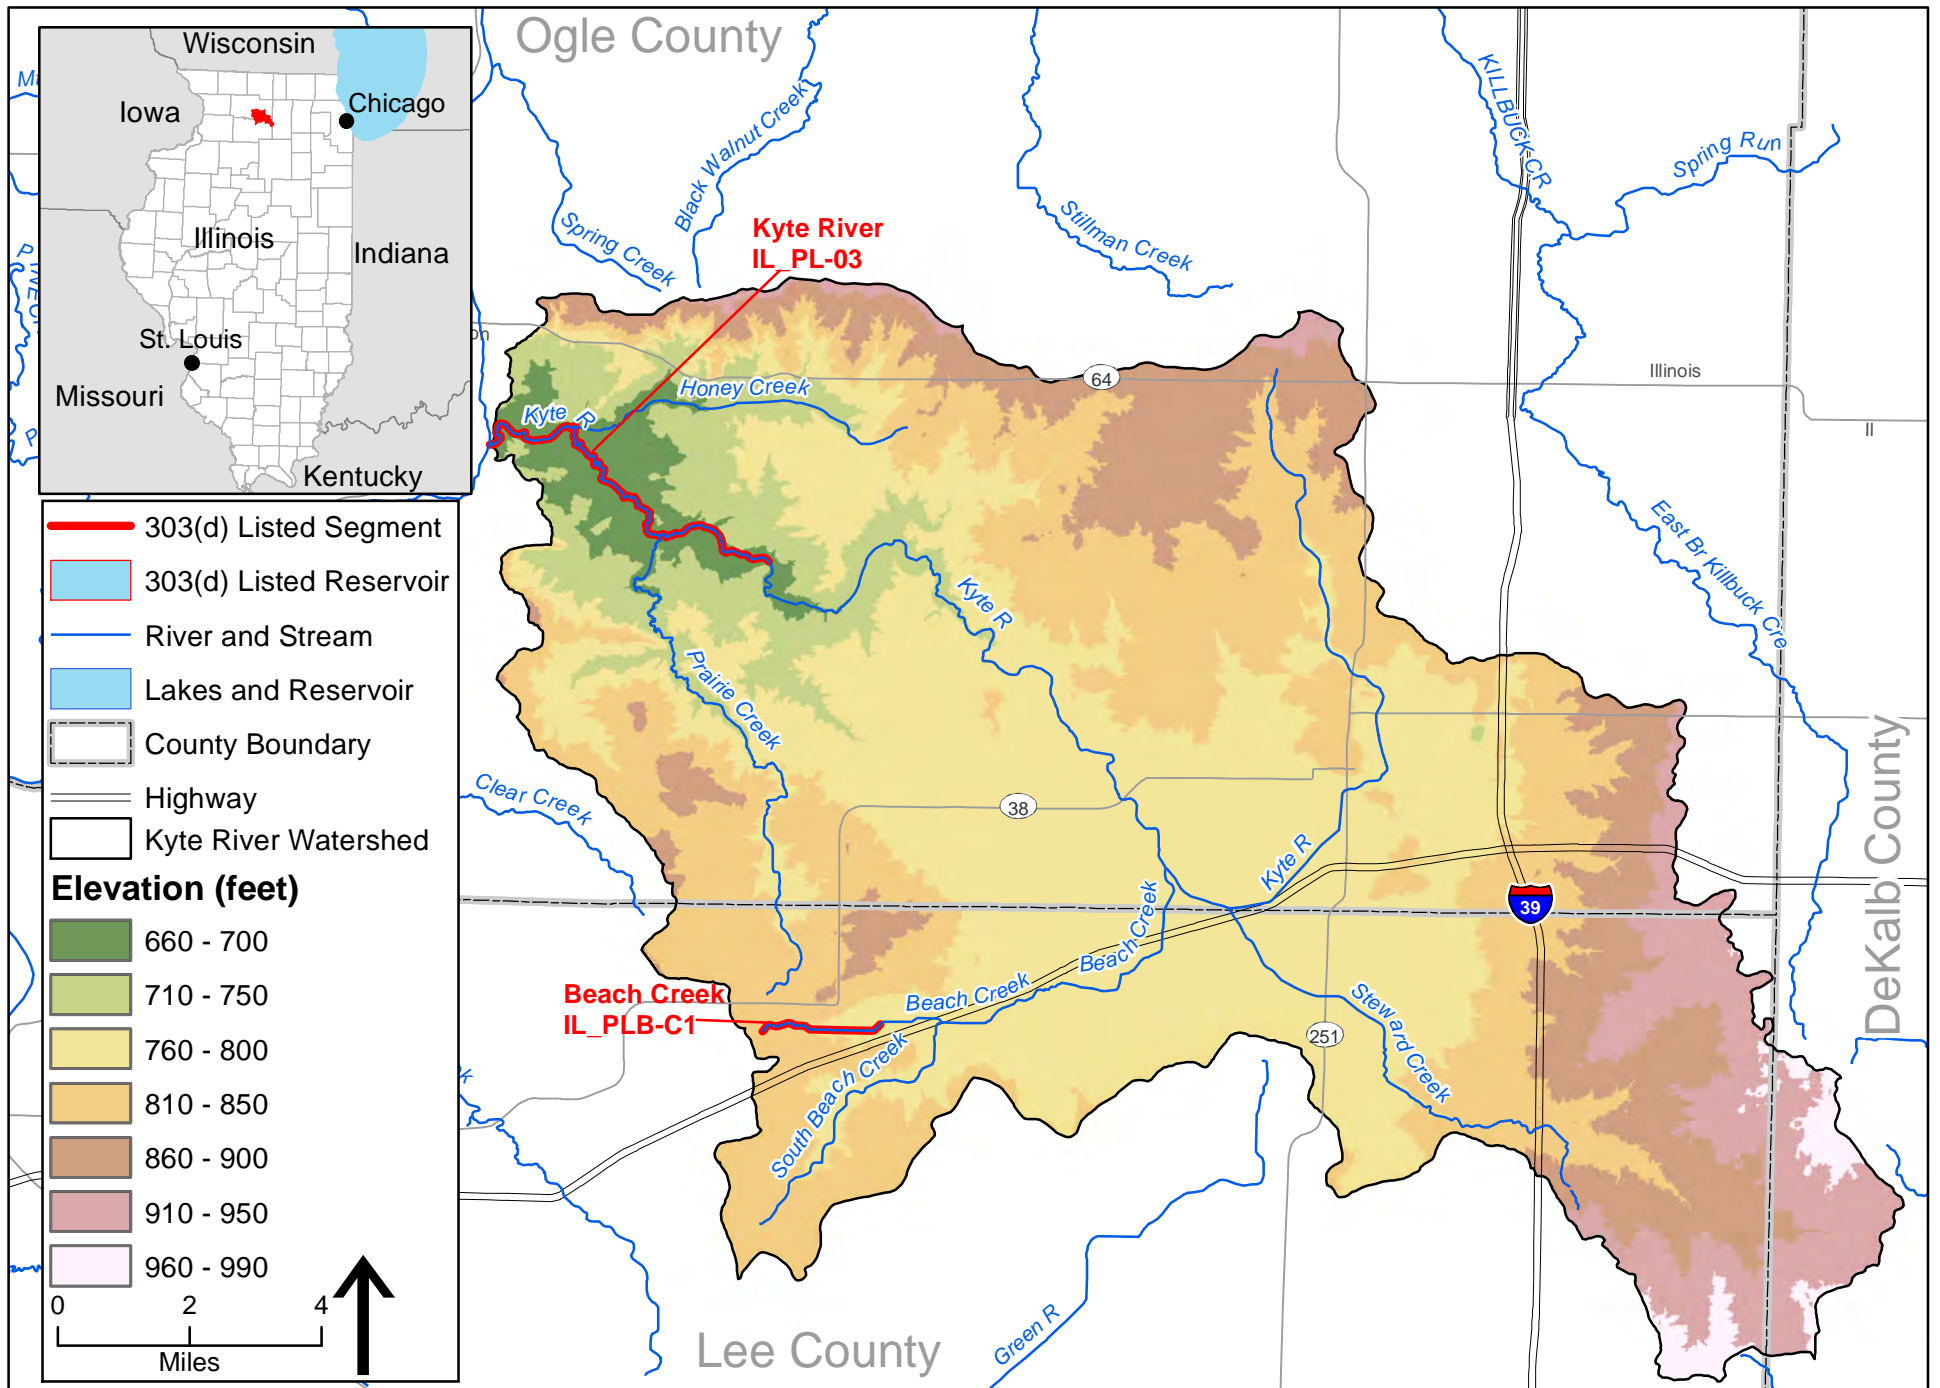 Ogle County
Wisconsin
Iowa
Chicago
Illinois
Indiana
St. Louis
Missouri
Kentucky
303(d) Listed Segment
303(d) Listed Reservoir
River and Stream
Lakes and Reservoir
County Boundary
Highway
Kyte River Watershed
Elevation (feet)
660 - 700
710 - 750
760 - 800
810 - 850
860 - 900
910 - 950
960 - 990
0 2 4
Miles
Spring Creek
Black Walnut Creek
Stillman Creek
KILLBUCK CR
Spring Run
Kyte River
IL_PL-03
Honey Creek
Kyte R
64
Illinois
II
East Br Killbuck Cre
Kyte R
Prairie Creek
Clear Creek
38
Kyte R
39
Beach Creek
Beach Creek
Beach Creek
IL_PLB-C1
South Beach Creek
251
Steward Creek
DeKalb County
Green R
Lee County